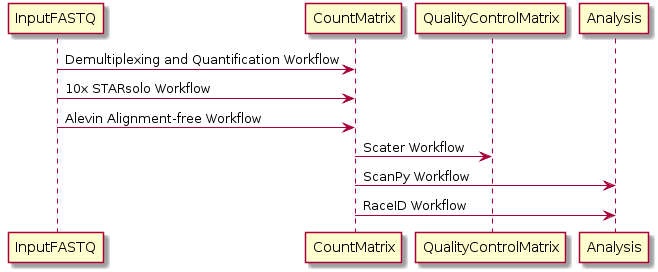 InputFASTQ
CountMatrix
QualityControlMatrix
Analysis
Demultiplexing and Quantification Workflow
10x STARsolo Workflow
Alevin Alignment-free Workflow
Scater Workflow
ScanPy Workflow
RaceID Workflow
InputFASTQ
CountMatrix
QualityControlMatrix
Analysis